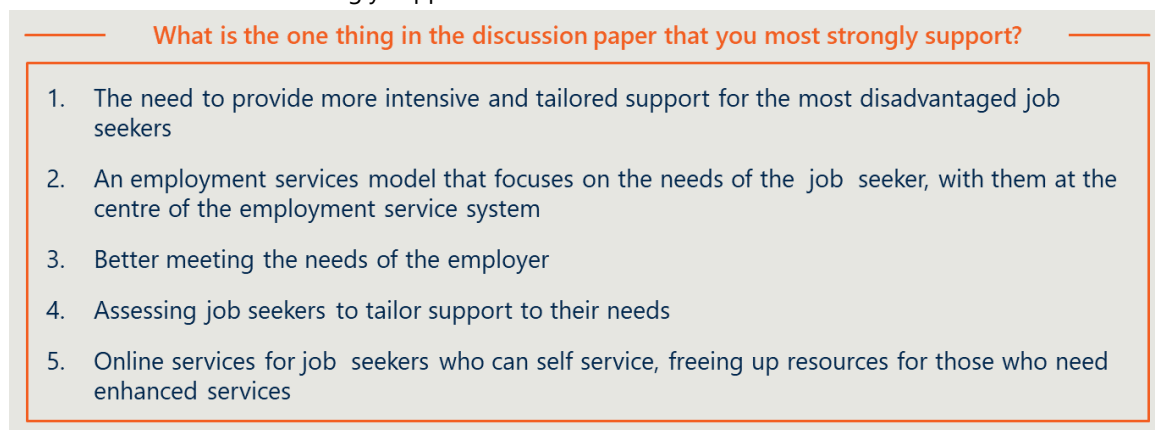 What is the one thing in the discussion paper that you most strongly support?
1. The need to provide more intensive and tailored support for the most disadvantaged job
seekers
2. An employment services model that focuses on the needs of the job seeker, with them at the
centre of the employment service system
3. Better meeting the needs of the employer
4. Assessing job seekers to tailor support to their needs
5. Online services for job seekers who can self service, freeing up resources for those who need
enhanced services